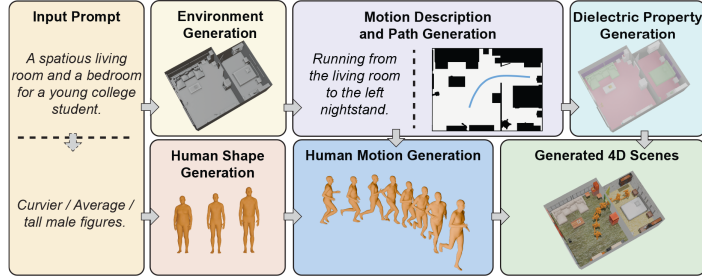 Input Prompt
A spatious living
room and a bedroom
for a young college
student.
Curvier / Average /
tall male figures.
Environment
Generation
Motion Description
and Path Generation
Running from
the living room
to the left
nightstand.
Dielectric Property
Generation
Human Shape
Generation
Human Motion Generation
Generated 4D Scenes